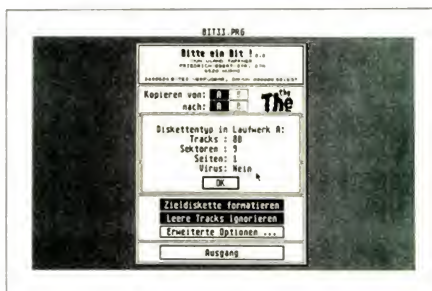 BITII.PRG
Bitte ein Bit !
Kopieren von: A B
nach: A B
the
The
Diskettentyp in Laufwerk A:
Tracks : 80
Sektoren : 9
Seiten: 1
Virus: Nein
OK
Zieldiskette formatieren
Leere Tracks ignorieren
Erweiterte Optionen ...
Ausgang